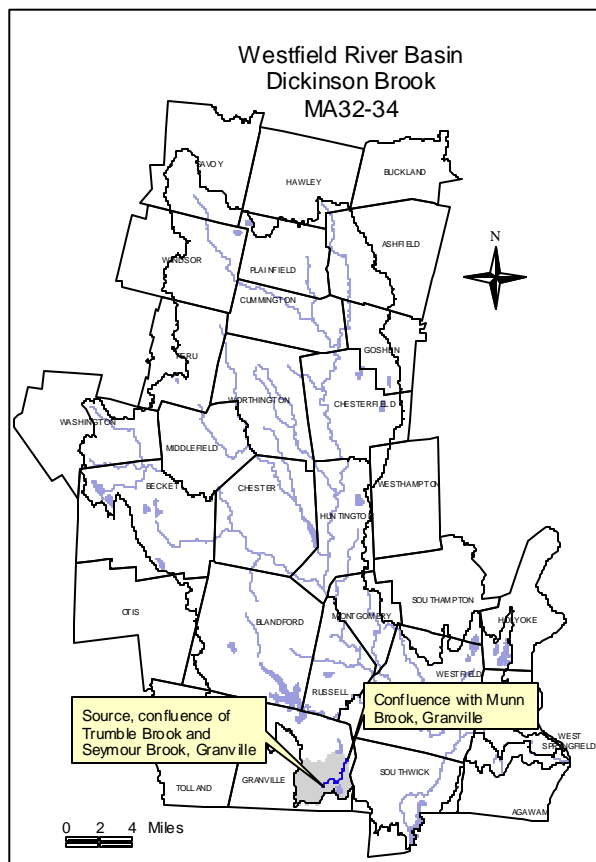 Westfield River Basin
Dickinson Brook
MA32-34
SAVOY
HAWLEY
BUCKLAND
ASHFIELD
N
WINDSOR
PLAINFIELD
CUMMINGTON
GOSHEN
PERU
WORTHINGTON
CHESTERFIELD
WASHINGTON
MIDDLEFIELD
BECKET
CHESTER
WESTHAMPTON
HUNTINGTON
OTIS
BLANDFORD
MONTGOMERY
SOUTHAMPTON
HOLYOKE
WESTFIELD
RUSSELL
Source, confluence of
Trumble Brook and
Seymour Brook, Granville
Confluence with Munn
Brook, Granville
WEST
SPRINGFIELD
TOLLAND
GRANVILLE
SOUTHWICK
AGAWAM
0 2 4 Miles